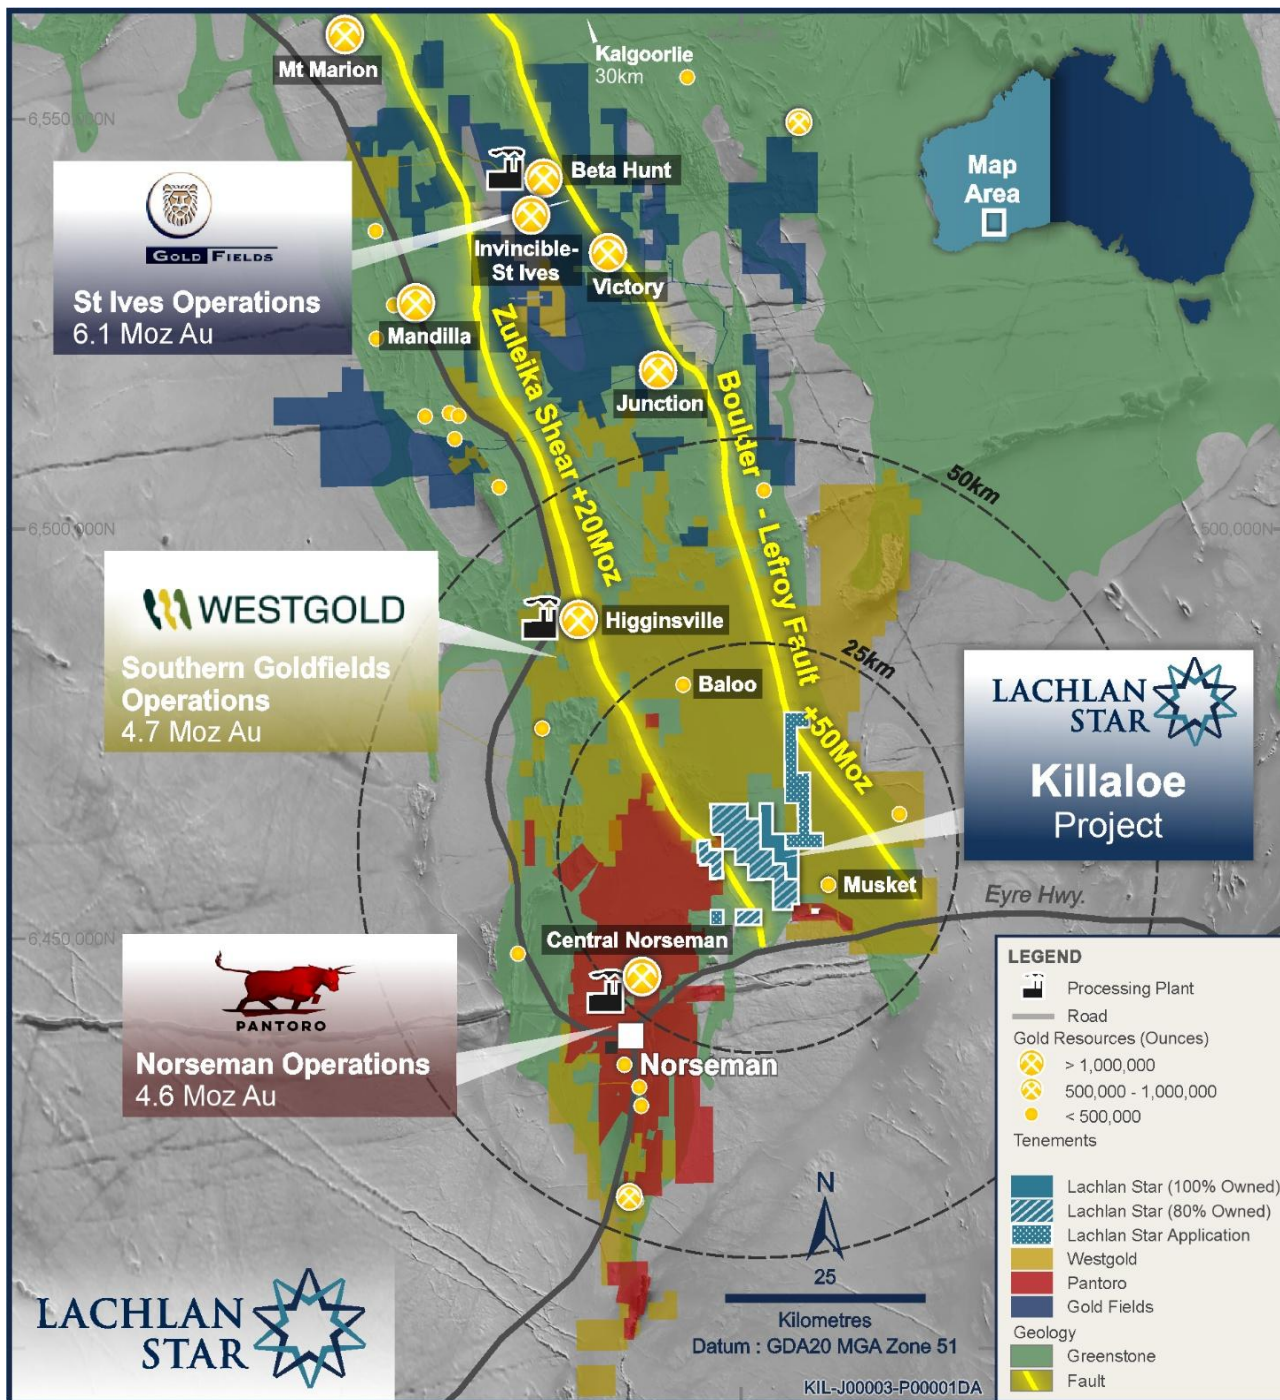 Kalgoorlie
30km
Mt Marion
6,550,000N
Map
Area
Beta Hunt
GOLD FIELDS
St Ives Operations
6.1 Moz Au
Invincible-
St Ives
Victory
Mandilla
Zuleika Shear +20Moz
Junction
Boulder - Lefroy Fault +50Moz
50km
6,500,000N
500,000N
WESTGOLD
Southern Goldfields
Operations
4.7 Moz Au
Higginsville
25km
Baloo
LACHLAN
STAR
Killaloe
Project
Musket
Eyre Hwy.
6,450,000N
Central Norseman
PANTORO
Norseman Operations
4.6 Moz Au
Norseman
LEGEND
Processing Plant
Road
Gold Resources (Ounces)
> 1,000,000
500,000 - 1,000,000
< 500,000
Tenements
Lachlan Star (100% Owned)
Lachlan Star (80% Owned)
Lachlan Star Application
Westgold
Pantoro
Gold Fields
Geology
Greenstone
Fault
N
25
Kilometres
Datum : GDA20 MGA Zone 51
KIL-J00003-P00001DA
LACHLAN
STAR